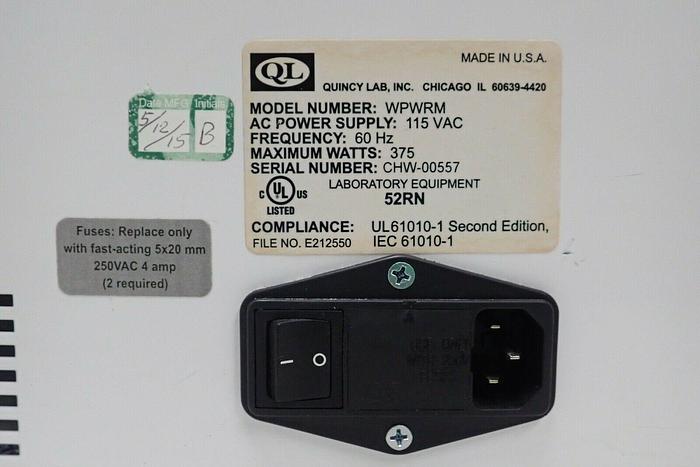 QL
MADE IN U.S.A.
QUINCY LAB, INC. CHICAGO IL 60639-4420
MODEL NUMBER: WPWRM
AC POWER SUPPLY: 115 VAC
FREQUENCY: 60 Hz
MAXIMUM WATTS: 375
SERIAL NUMBER: CHW-00557
C UL US LISTED
LABORATORY EQUIPMENT
52RN
COMPLIANCE: UL61010-1 Second Edition,
FILE NO. E212550 IEC 61010-1
Date MFG Initials
5/12/15 B
Fuses: Replace only
with fast-acting 5x20 mm
250VAC 4 amp
(2 required)
I O